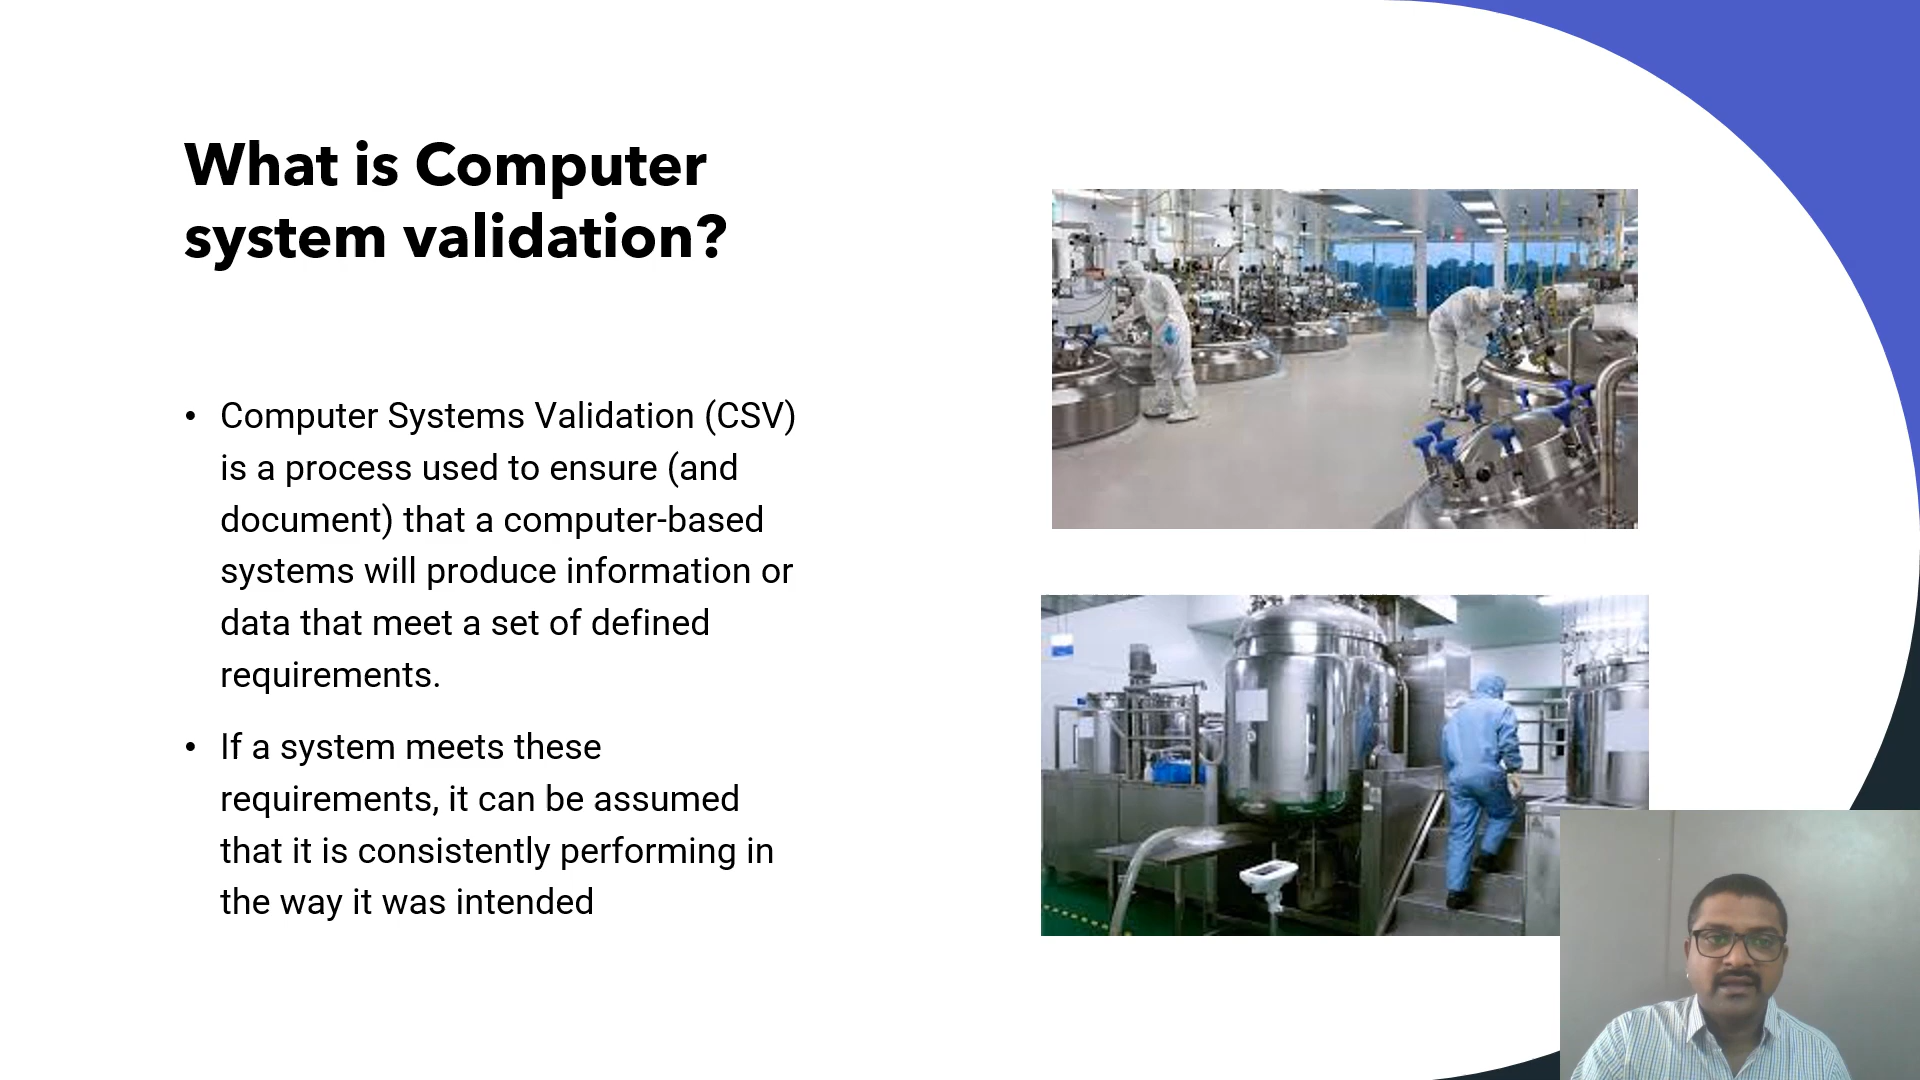 What is Computer
system validation?
• Computer Systems Validation (CSV)
is a process used to ensure (and
document) that a computer-based
systems will produce information or
data that meet a set of defined
requirements.
• If a system meets these
requirements, it can be assumed
that it is consistently performing in
the way it was intended